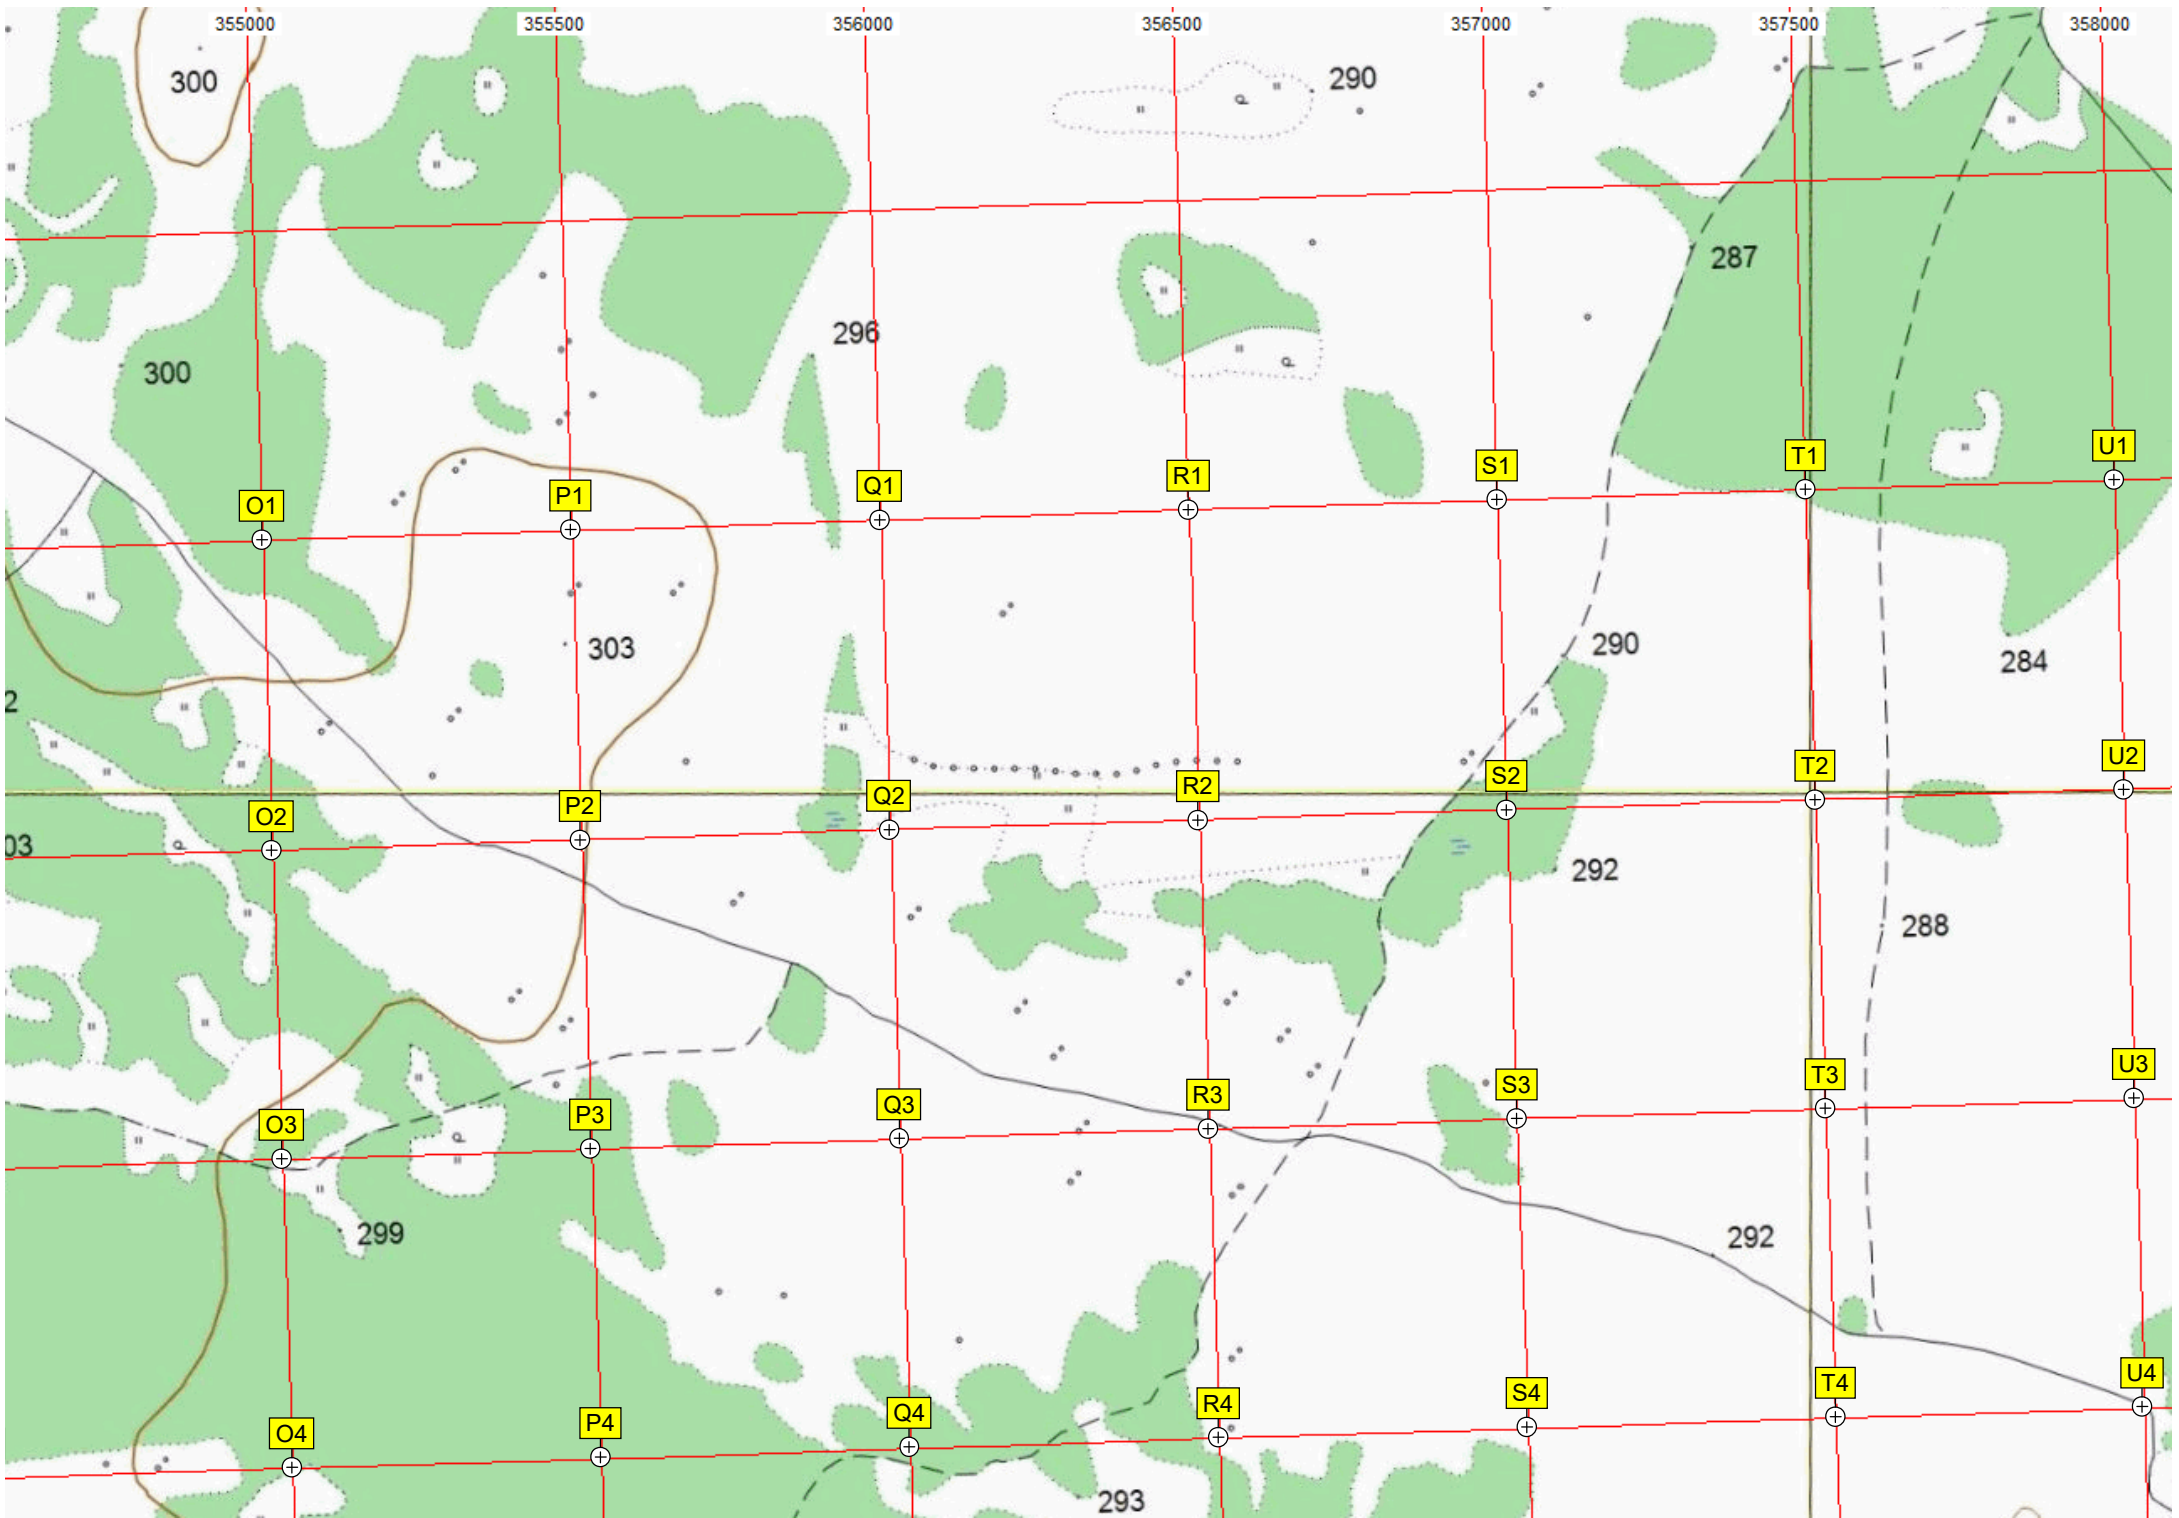 355000 355500 356000 356500 357000 357500 358000
300 290
287
296
300
O1 P1 Q1 R1 S1 T1 U1
303 290 284
2
O2 P2 Q2 R2 S2 T2 U2
03 292
288
O3 P3 Q3 R3 S3 T3 U3
299 292
O4 P4 Q4 R4 S4 T4 U4
293